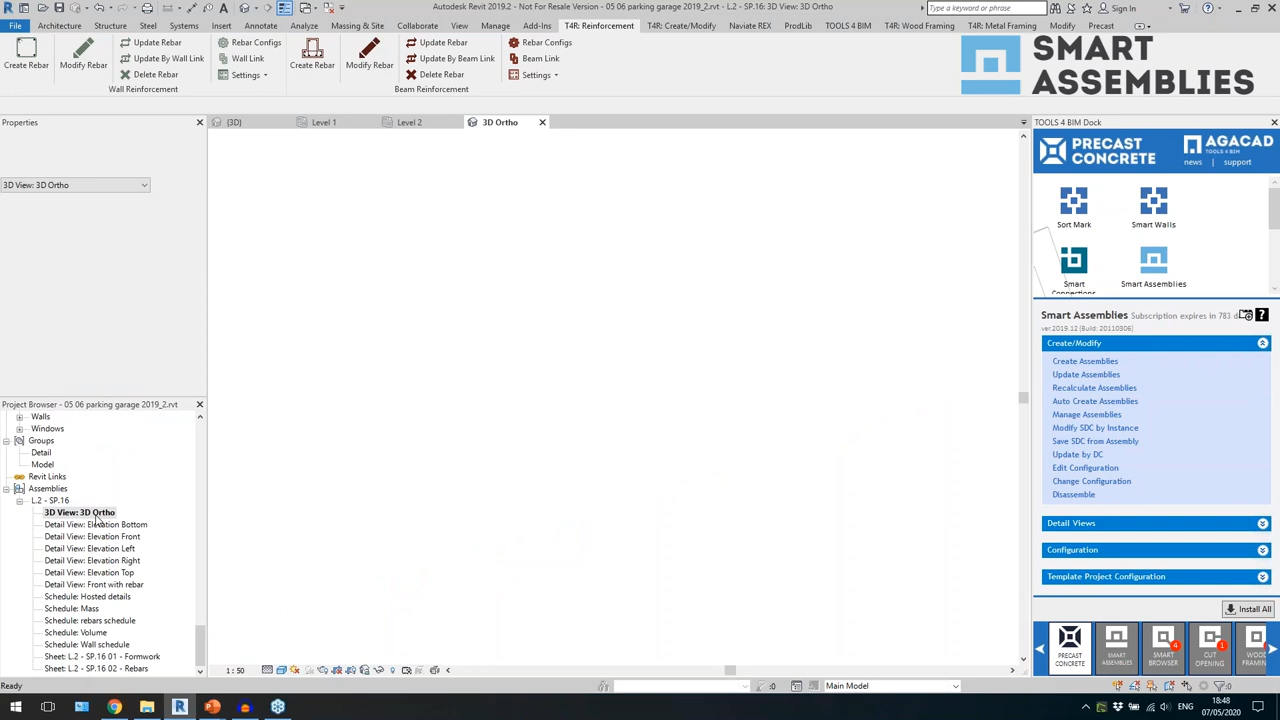 Autodesk Revit 2019.2 - Not For Resale Version - 05 06 parking garage 2019_2.rvt - L.2 - SP.16: 3D View: 3D Ortho
Type a keyword or phrase
Sign In
File Architecture Structure Steel Systems Insert Annotate Analyze Massing & Site Collaborate View Manage Add-Ins T4R: Reinforcement T4R: Create/Modify Naviate REX ProdLib TOOLS 4 BIM T4R: Wood Framing T4R: Metal Framing Modify Precast
Create Rebar
Modify Rebar
Update Rebar
Update By Wall Link
Delete Rebar
Rebar Configs
Wall Link
Settings
Wall Reinforcement
Create Rebar
Modify Rebar
Update Rebar
Update By Beam Link
Delete Rebar
Rebar Configs
Beam Link
Settings
Beam Reinforcement
SMART
ASSEMBLIES
Properties
3D View: 3D Ortho
{3D}
Level 1
Level 2
3D Ortho
Project Browser - 05 06 parking garage 2019_2.rvt
Walls
Windows
Groups
Detail
Model
Revit Links
Assemblies
L.2 - SP.16
3D View: 3D Ortho
Detail View: Elevation Bottom
Detail View: Elevation Front
Detail View: Elevation Left
Detail View: Elevation Right
Detail View: Elevation Top
Detail View: Front with rebar
Schedule: Hosted details
Schedule: Mass
Schedule: rebars schedule
Schedule: Volume
Schedule: Wall schedule
Sheet: L.2 - SP.16 01 - Formwork
Sheet: L.2 - SP.16 02 - Rebars
1 : 50
TOOLS 4 BIM Dock
PRECAST
CONCRETE
AGACAD
TOOLS 4 BIM
news | support
Sort Mark
Smart Walls
Smart
Connections
Smart Assemblies
Smart Assemblies Subscription expires in 783 d
ver.2019.12 (Build: 20110306)
Create/Modify
Create Assemblies
Update Assemblies
Recalculate Assemblies
Auto Create Assemblies
Manage Assemblies
Modify SDC by Instance
Save SDC from Assembly
Update by DC
Edit Configuration
Change Configuration
Disassemble
Detail Views
Configuration
Template Project Configuration
Install All
PRECAST
CONCRETE
SMART
ASSEMBLIES
SMART
BROWSER
4
CUT
OPENING
1
WOO
FRAMIN
Ready
:0
Main Model
:0
ENG
18:48
07/05/2020